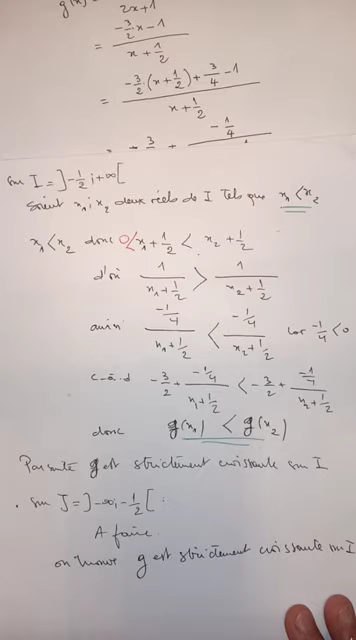 g(x) = 2x+1
= (-3/2 x - 1)/(x + 1/2)
= (-3/2 · (x + 1/2) + 3/4 - 1)/(x + 1/2)
= -3/ + (-1/4)/
sur I = ]-1/2 ; +∞[
Soient x₁ ; x₂ deux réels de I tels que x₁ < x₂
x₁ < x₂ donc 0 < x₁ + 1/2 < x₂ + 1/2
d'où 1/(x₁ + 1/2) > 1/(x₂ + 1/2)
ainsi (-1/4)/(x₁ + 1/2) < (-1/4)/(x₂ + 1/2) car -1/4 < 0
c-à-d -3/2 + (-1/4)/(x₁ + 1/2) < -3/2 + (-1/4)/(x₂ + 1/2)
donc g(x₁) < g(x₂)
Par suite g est strictement croissante sur I
. sur J = ]-∞ ; -1/2[ :
A faire.
on trouve g est strictement croissante sur I